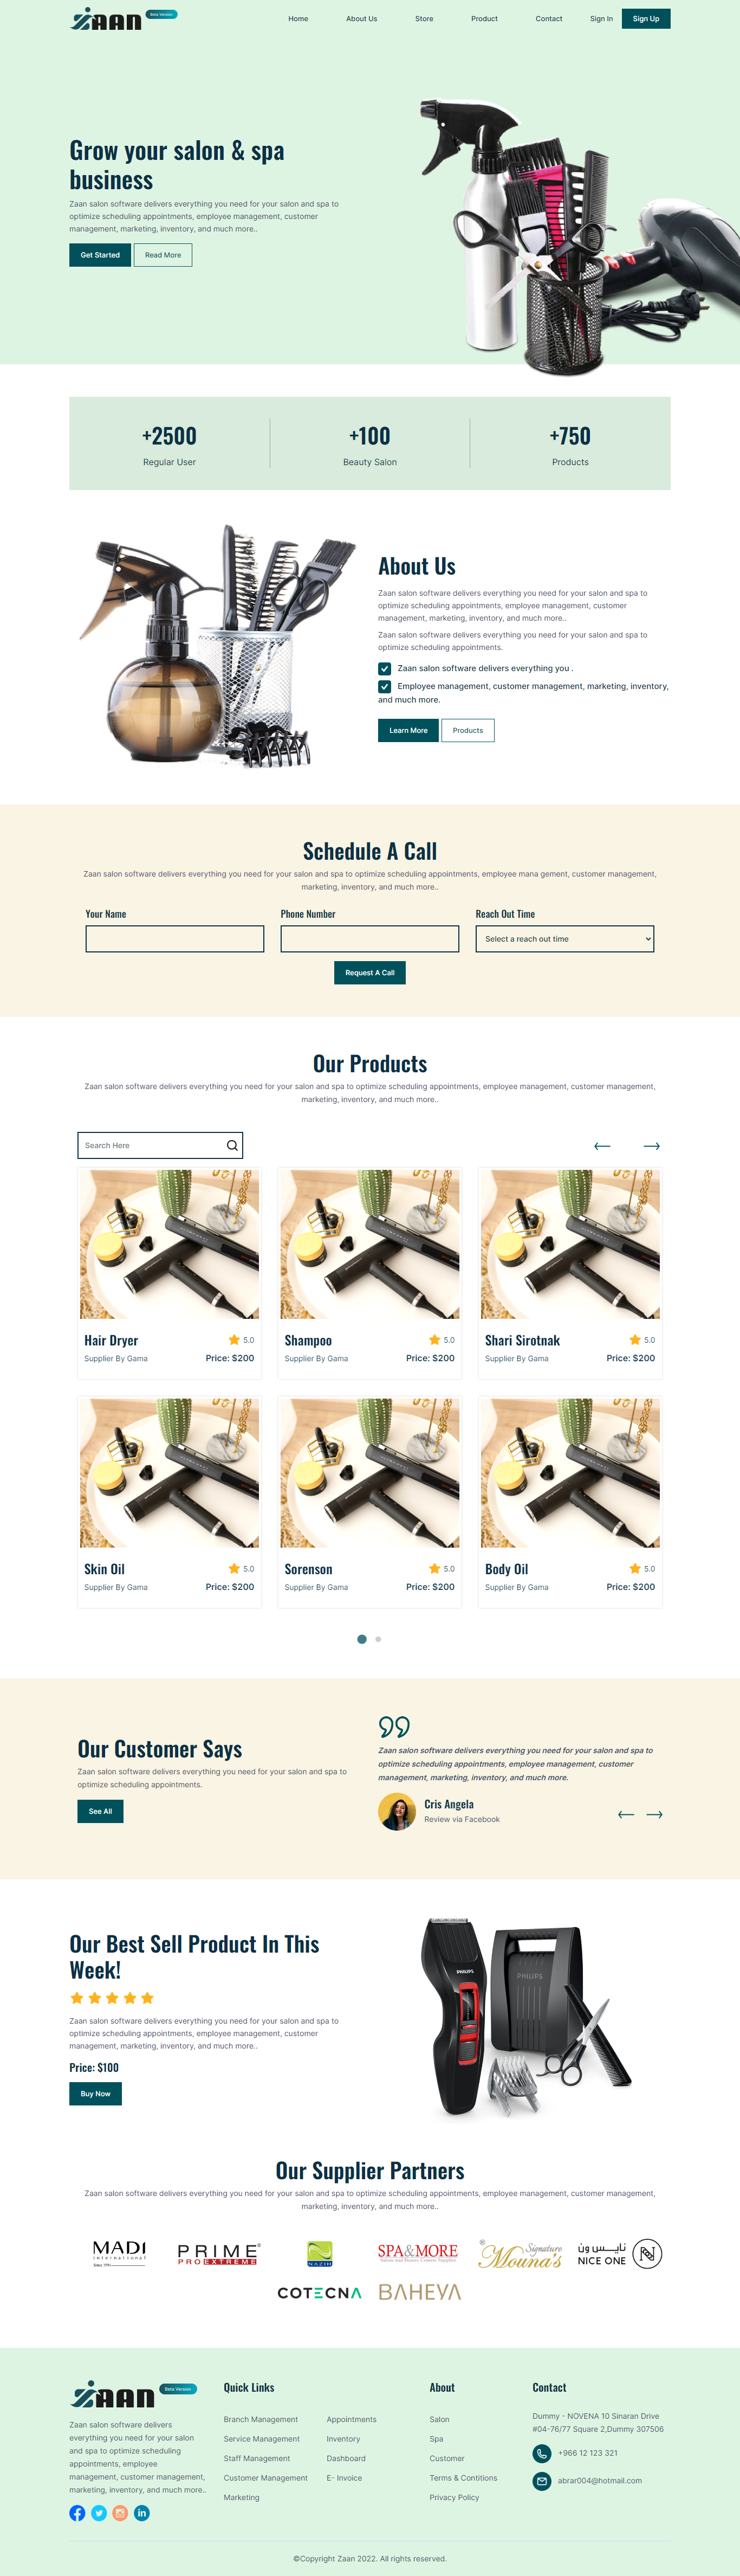 ZAAN Beta Version
Home About Us Store Product Contact Sign In Sign Up
Grow your salon & spa
business
Zaan salon software delivers everything you need for your salon and spa to
optimize scheduling appointments, employee management, customer
management, marketing, inventory, and much more..
Get Started Read More
+2500 +100 +750
Regular User Beauty Salon Products
About Us
Zaan salon software delivers everything you need for your salon and spa to
optimize scheduling appointments, employee management, customer
management, marketing, inventory, and much more..
Zaan salon software delivers everything you need for your salon and spa to
optimize scheduling appointments.
Zaan salon software delivers everything you .
Employee management, customer management, marketing, inventory,
and much more.
Learn More Products
Schedule A Call
Zaan salon software delivers everything you need for your salon and spa to optimize scheduling appointments, employee mana gement, customer management,
marketing, inventory, and much more..
Your Name Phone Number Reach Out Time
Select a reach out time
Request A Call
Our Products
Zaan salon software delivers everything you need for your salon and spa to optimize scheduling appointments, employee management, customer management,
marketing, inventory, and much more..
Search Here
Hair Dryer 5.0 Shampoo 5.0 Shari Sirotnak 5.0
Supplier By Gama Price: $200 Supplier By Gama Price: $200 Supplier By Gama Price: $200
Skin Oil 5.0 Sorenson 5.0 Body Oil 5.0
Supplier By Gama Price: $200 Supplier By Gama Price: $200 Supplier By Gama Price: $200
Our Customer Says
Zaan salon software delivers everything you need for your salon and spa to
optimize scheduling appointments.
See All
Zaan salon software delivers everything you need for your salon and spa to
optimize scheduling appointments, employee management, customer
management, marketing, inventory, and much more.
Cris Angela
Review via Facebook
Our Best Sell Product In This
Week!
Zaan salon software delivers everything you need for your salon and spa to
optimize scheduling appointments, employee management, customer
management, marketing, inventory, and much more..
Price: $100
Buy Now
PHILIPS
PHILIPS
Our Supplier Partners
Zaan salon software delivers everything you need for your salon and spa to optimize scheduling appointments, employee management, customer management,
marketing, inventory, and much more..
MADI
international
PRIME
PRO EXTREME
NAZIH
SPA&MORE
Signature
Mouna's
نايـس ون
NICE ONE
COTECNA BAHEYA
ZAAN Beta Version
Zaan salon software delivers
everything you need for your salon
and spa to optimize scheduling
appointments, employee
management, customer management,
marketing, inventory, and much more..
in
Quick Links
Branch Management Appointments
Service Management Inventory
Staff Management Dashboard
Customer Management E- Invoice
Marketing
About
Salon
Spa
Customer
Terms & Contitions
Privacy Policy
Contact
Dummy - NOVENA 10 Sinaran Drive
#04-76/77 Square 2,Dummy 307506
+966 12 123 321
abrar004@hotmail.com
©Copyright Zaan 2022. All rights reserved.